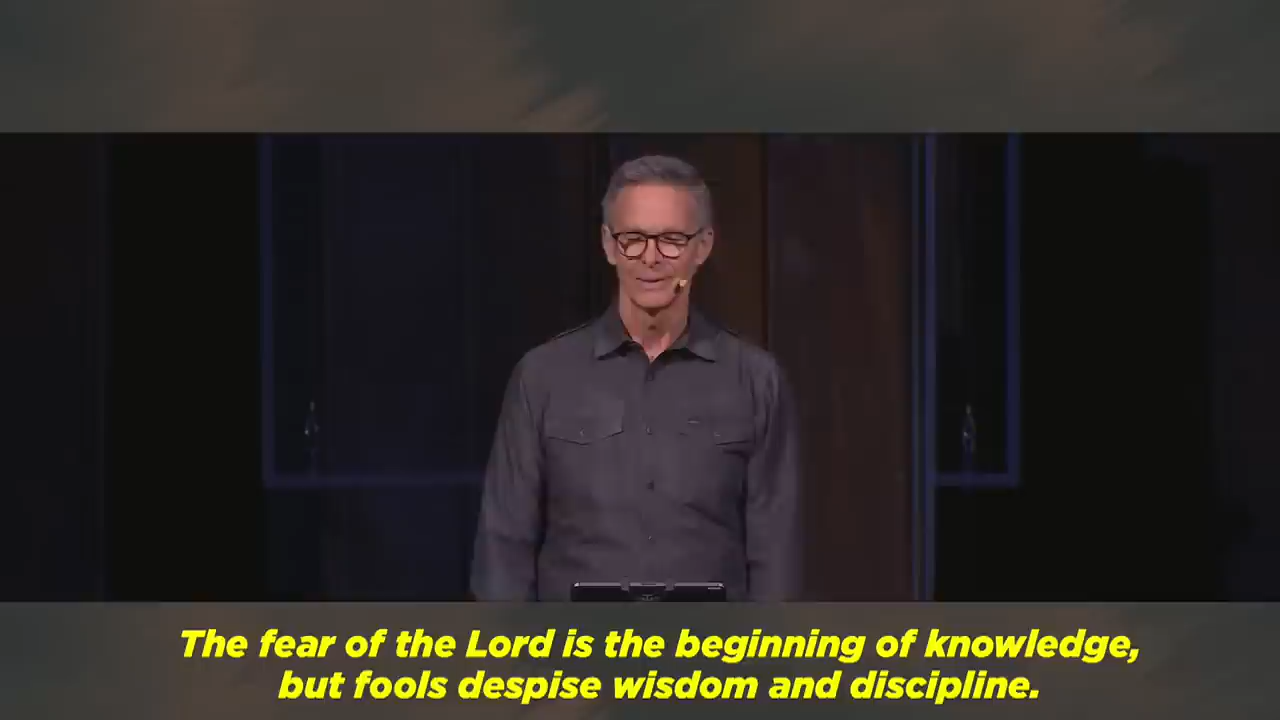 The fear of the Lord is the beginning of knowledge,
but fools despise wisdom and discipline.